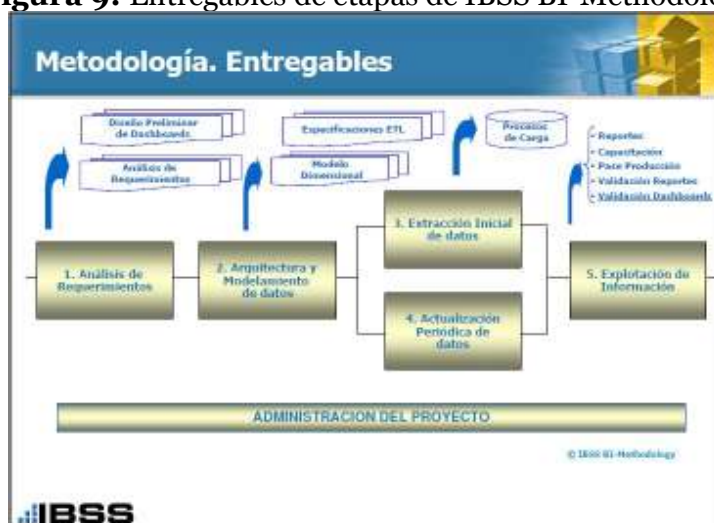 Figura 9. Entregables de etapas de IBSS BI Methodolo
Metodología. Entregables
Diseño Preliminar
de Dashboards
Análisis de
Requerimientos
Especificaciones ETL
Modelo
Dimensional
Procesos
de Carga
- Reportes
- Capacitación
- Pase Producción
- Validación Reportes
- Validación Dashboards
1. Análisis de
Requerimientos
2. Arquitectura y
Modelamiento
de datos
3. Extracción Inicial
de datos
4. Actualización
Periódica de
datos
5. Explotación de
Información
ADMINISTRACION DEL PROYECTO
© IBSS BI-Methodology
IBSS